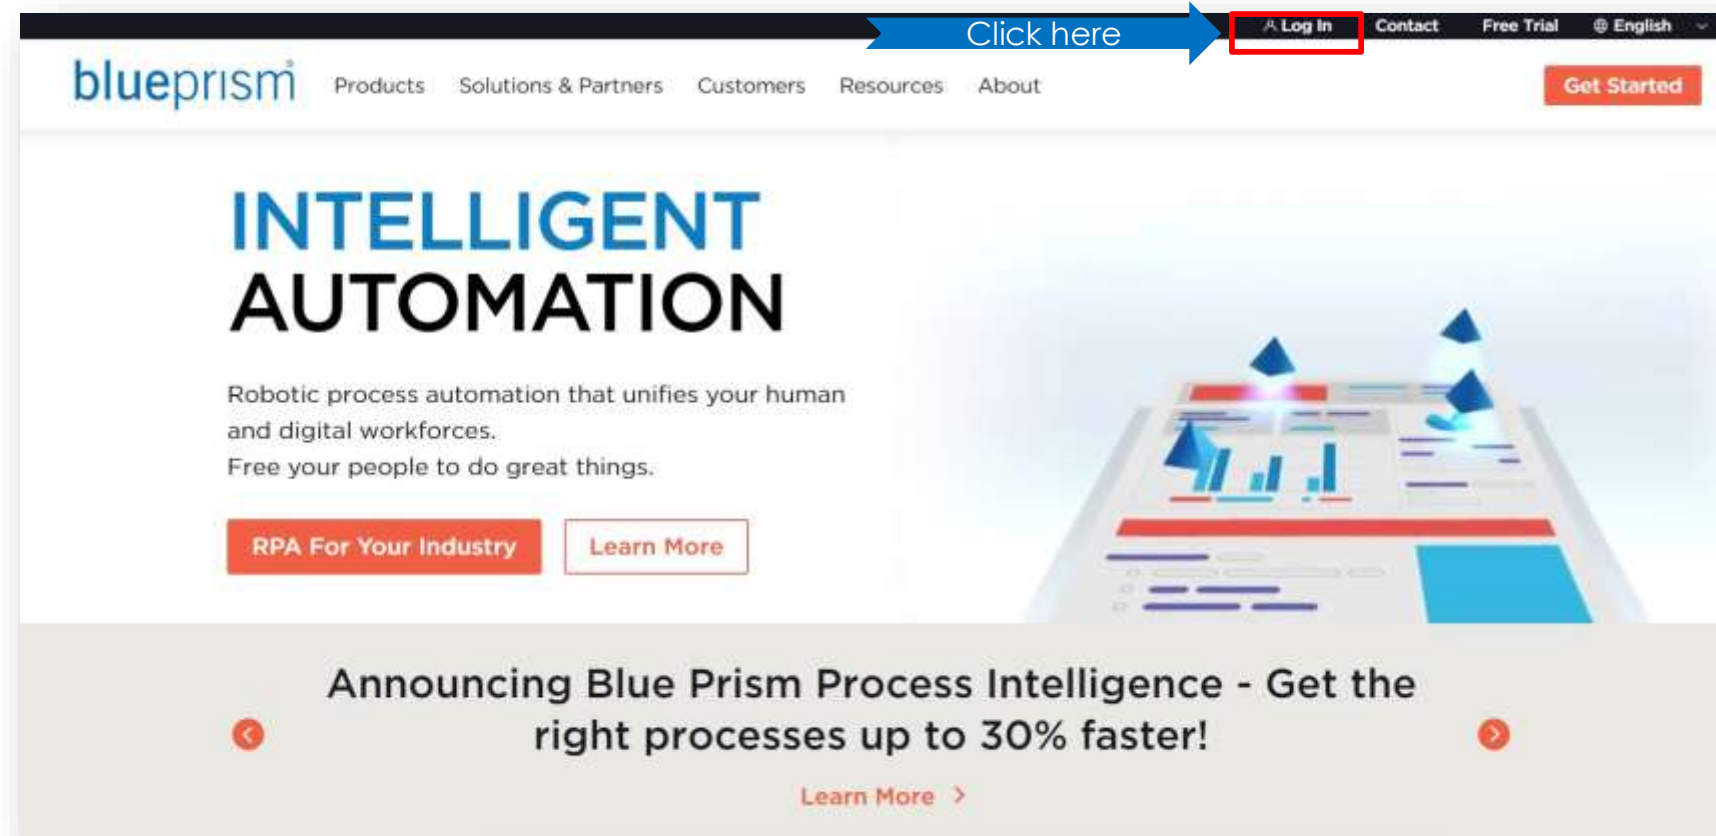 Click here
Log In Contact Free Trial English
blueprism Products Solutions & Partners Customers Resources About Get Started
INTELLIGENT
AUTOMATION
Robotic process automation that unifies your human
and digital workforces.
Free your people to do great things.
RPA For Your Industry Learn More
Announcing Blue Prism Process Intelligence - Get the
right processes up to 30% faster!
Learn More